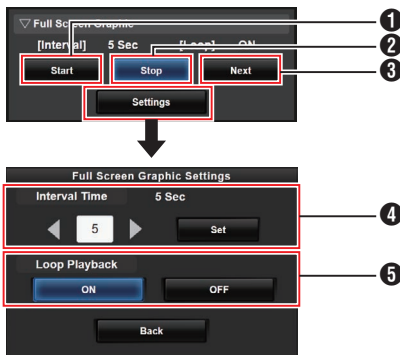 ▽ Full Screen Graphic
[Interval] 5 Sec [Loop] ON
Start Stop Next
Settings
1
2
3
Full Screen Graphic Settings
Interval Time 5 Sec
◀ 5 ▶ Set
4
Loop Playback
ON OFF
5
Back